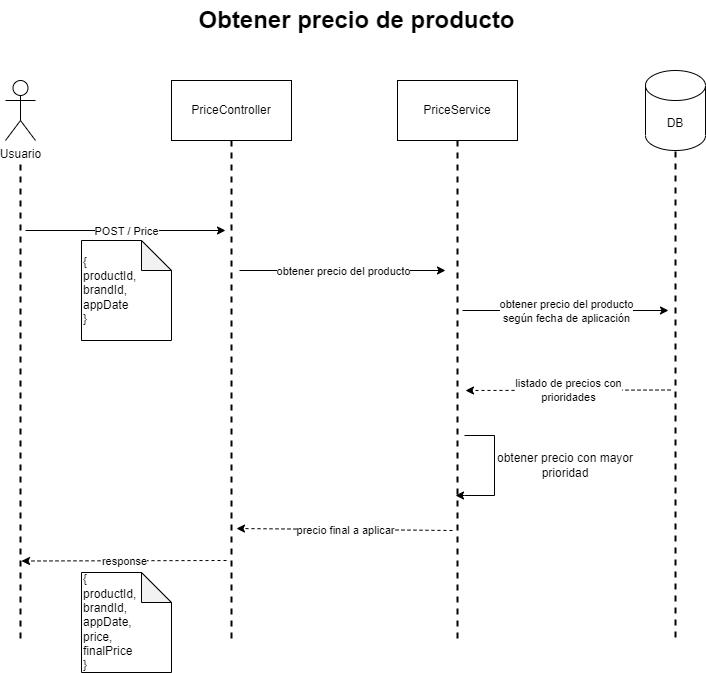 Obtener precio de producto
Usuario
PriceController
PriceService
DB
POST / Price
{
productId,
brandId,
appDate
}
obtener precio del producto
obtener precio del producto
según fecha de aplicación
listado de precios con
prioridades
obtener precio con mayor
prioridad
precio final a aplicar
response
{
productId,
brandId,
appDate,
price,
finalPrice
}